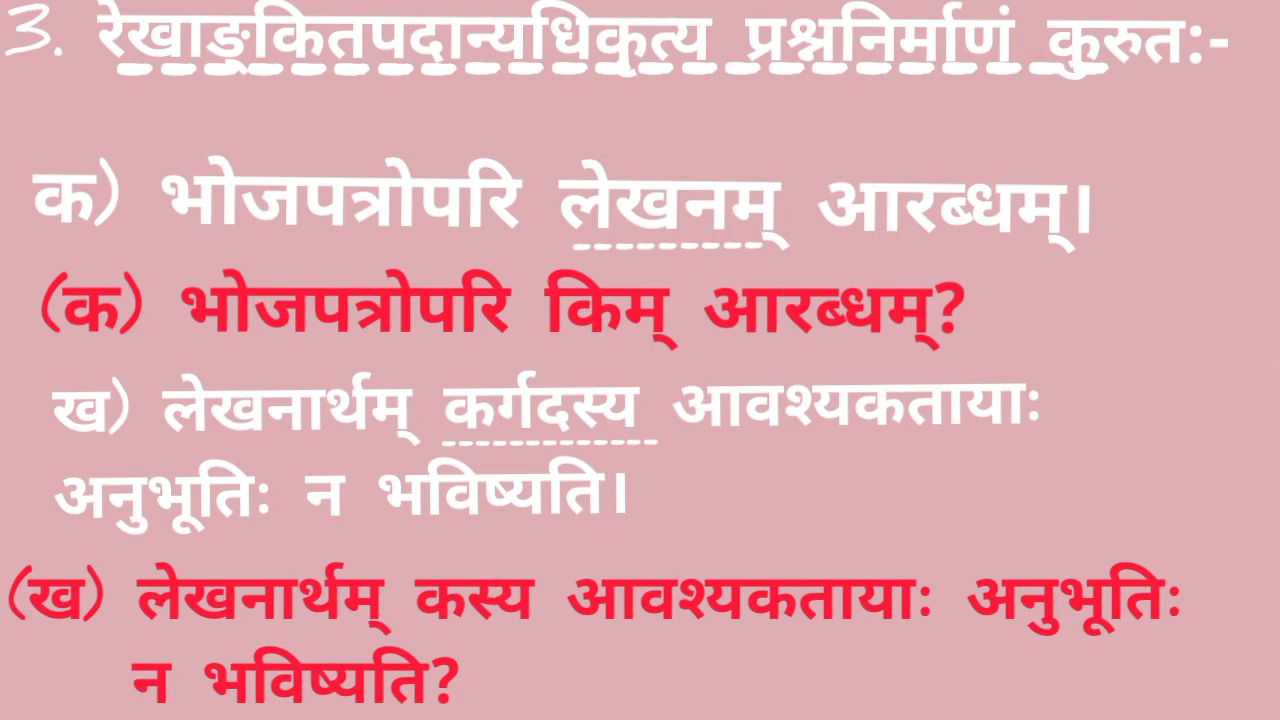 3. रेखाङ्कितपदान्यधिकृत्य प्रश्ननिर्माणं कुरुत:-
क) भोजपत्रोपरि लेखनम् आरब्धम्।
(क) भोजपत्रोपरि किम् आरब्धम्?
ख) लेखनार्थम् कर्गदस्य आवश्यकतायाः
अनुभूतिः न भविष्यति।
(ख) लेखनार्थम् कस्य आवश्यकतायाः अनुभूतिः
न भविष्यति?